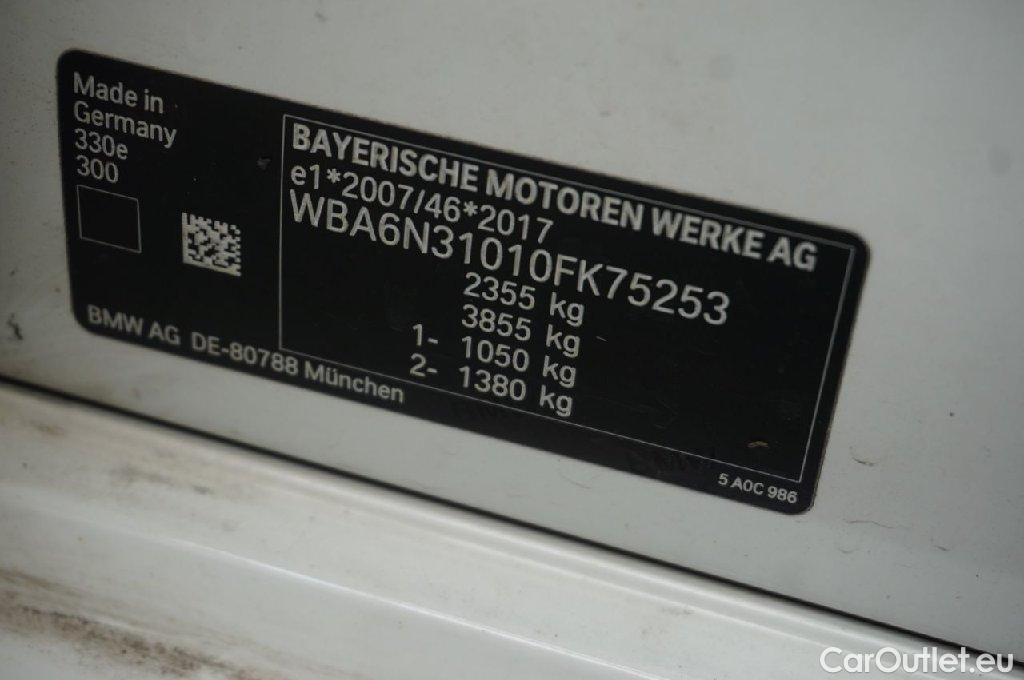 Made in
Germany
330e
300
BAYERISCHE MOTOREN WERKE AG
e1*2007/46*2017
WBA6N31010FK75253
2355 kg
3855 kg
1- 1050 kg
2- 1380 kg
BMW AG DE-80788 München
5 A0C 986
CarOutlet.eu